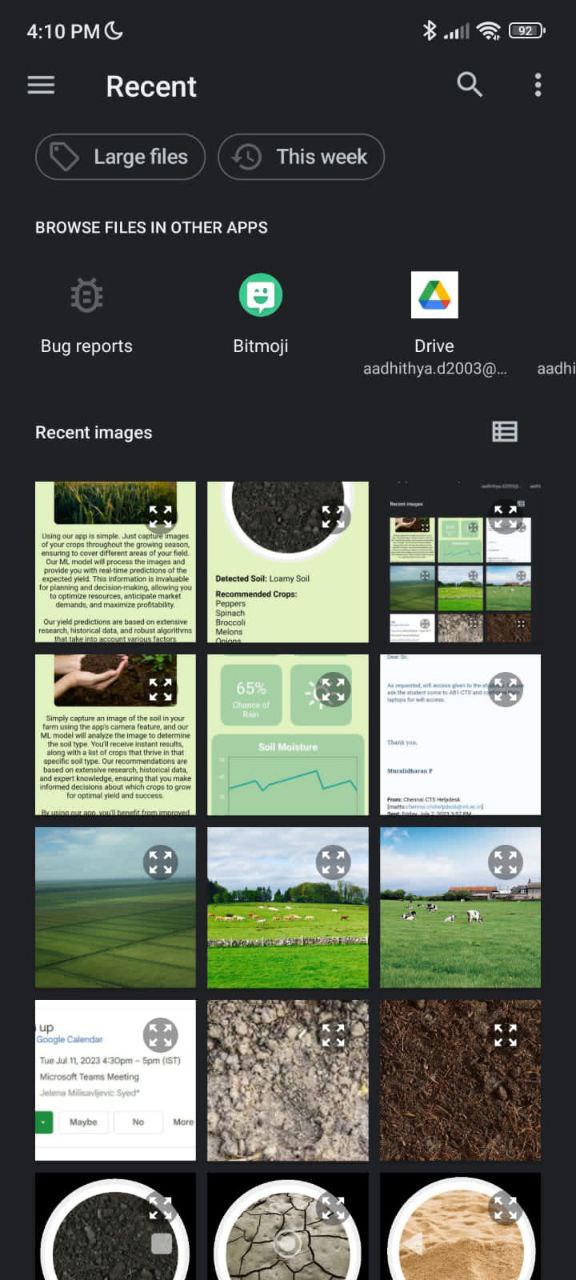 4:10 PM
92
Recent
Large files
This week
BROWSE FILES IN OTHER APPS
Bug reports
Bitmoji
Drive
aadhithya.d2003@...
aadhi
Recent images
Using our app is simple. Just capture images
of your crops throughout the growing season,
ensuring to cover different areas of your field.
Our ML model will process the images and
provide you with real-time predictions of the
expected yield. This information is invaluable
for planning and decision-making, allowing you
to optimize resources, anticipate market
demands, and maximize profitability.
Our yield predictions are based on extensive
research, historical data, and robust algorithms
that take into account various factors
Detected Soil: Loamy Soil
Recommended Crops:
Peppers
Spinach
Broccoli
Melons
Onions
Recent images
Simply capture an image of the soil in your
farm using the app's camera feature, and our
ML model will analyze the image to determine
the soil type. You'll receive instant results,
along with a list of crops that thrive in that
specific soil type. Our recommendations are
based on extensive research, historical data,
and expert knowledge, ensuring that you make
informed decisions about which crops to grow
for optimal yield and success.
By using our app, you'll benefit from improved
65%
Chance of
Rain
Soil Moisture
Dear Sir,
As requested, wifi access given to the
ask the student come to AB1 CTS and
laptops for wifi access.
Thank you,
Muralidharan P
From: Chennai CTS Helpdesk
up
Google Calendar
Tue Jul 11, 2023 4:30pm – 5pm (IST)
Microsoft Teams Meeting
Jelena Milisavljevic Syed*
Maybe
No
More